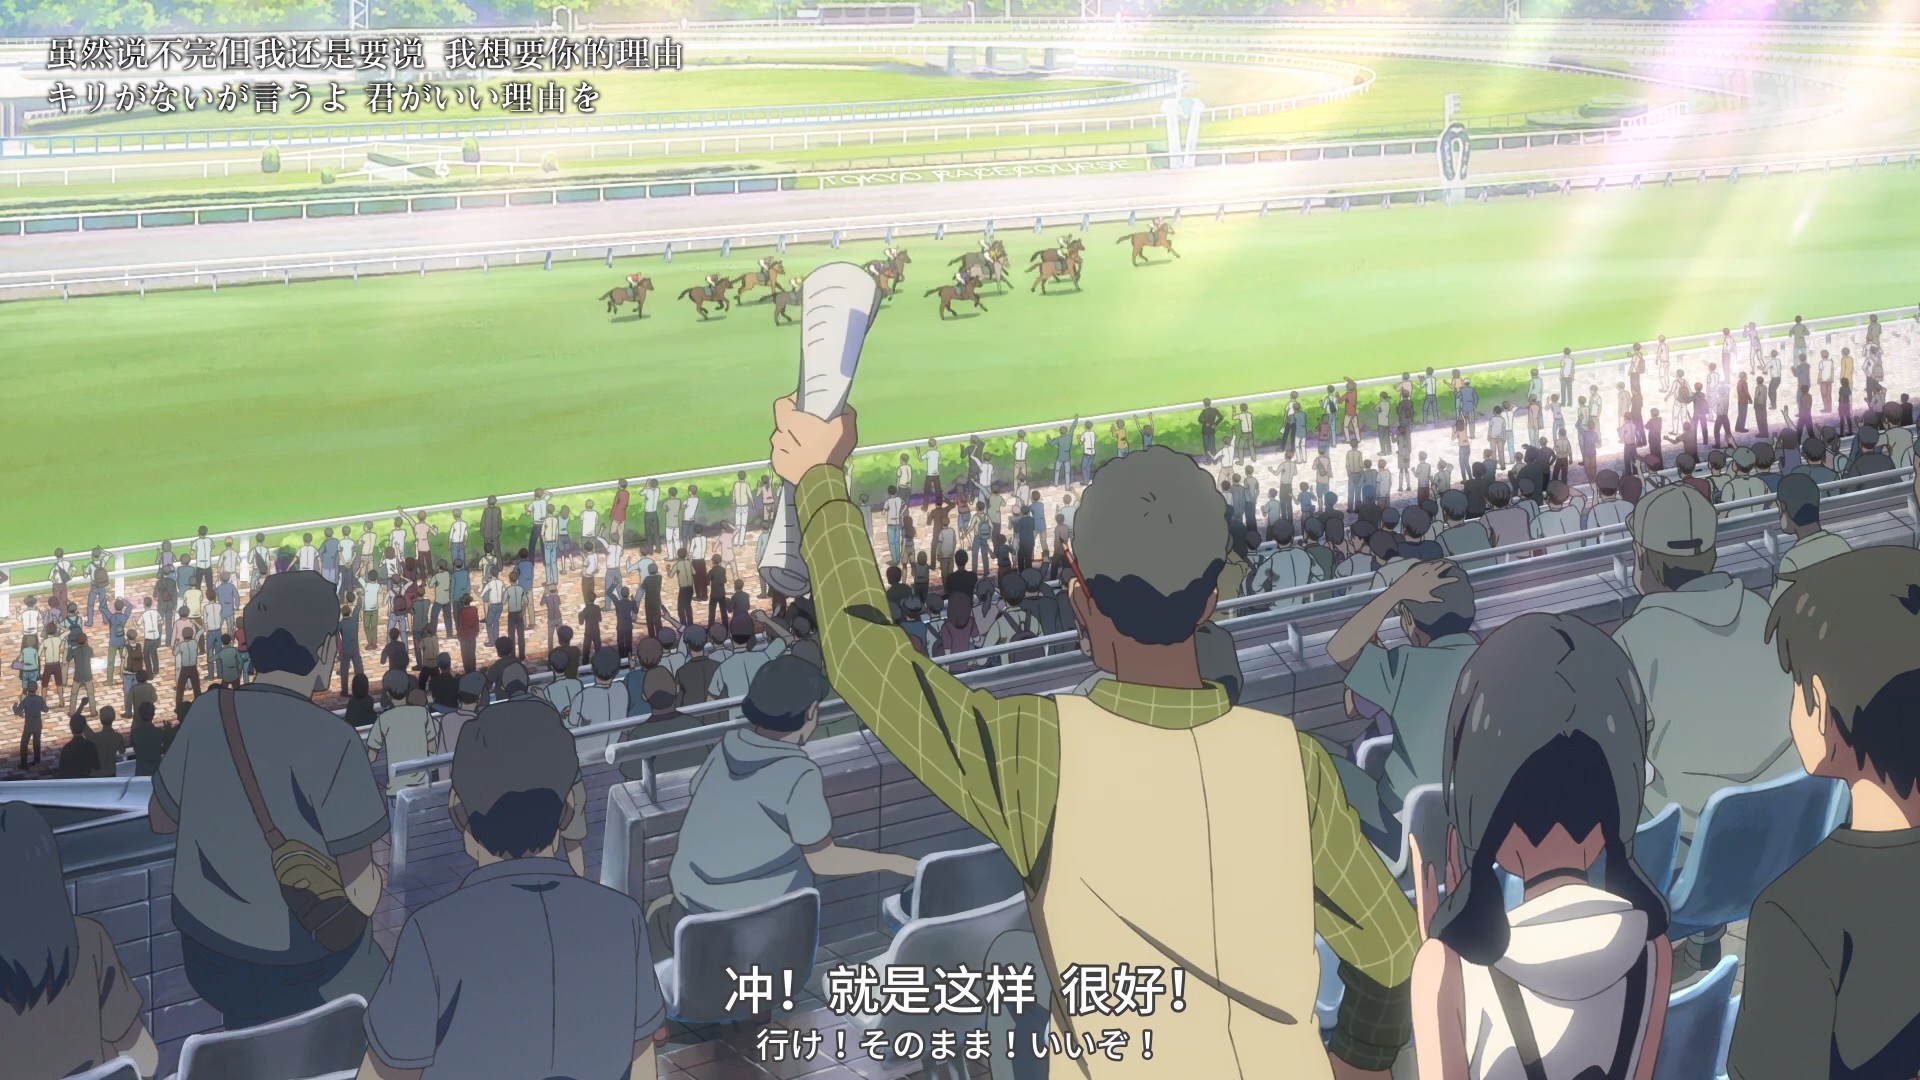 虽然说不完但我还是要说 我想要你的理由
キリがないが言うよ 君がいい理由を
TOKYO RACECOURSE
冲！就是这样 很好！
行け！そのまま！いいぞ！